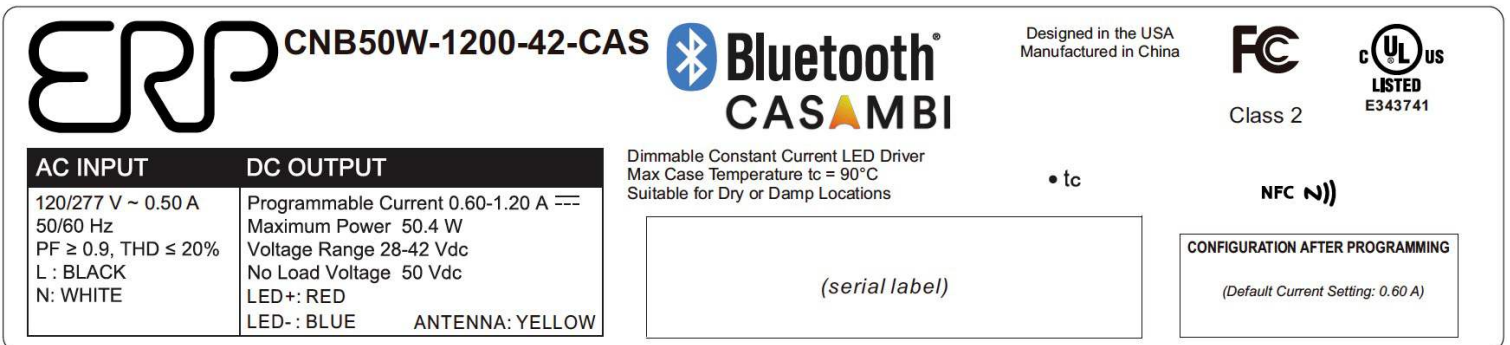 ERP
CNB50W-1200-42-CAS
Bluetooth®
CASAMBI
Designed in the USA
Manufactured in China
FC
Class 2
c UL® US
LISTED
E343741
AC INPUT
120/277 V ~ 0.50 A
50/60 Hz
PF ≥ 0.9, THD ≤ 20%
L : BLACK
N: WHITE
DC OUTPUT
Programmable Current 0.60-1.20 A ⎓
Maximum Power 50.4 W
Voltage Range 28-42 Vdc
No Load Voltage 50 Vdc
LED+: RED
LED- : BLUE ANTENNA: YELLOW
Dimmable Constant Current LED Driver
Max Case Temperature tc = 90°C
Suitable for Dry or Damp Locations
• tc
(serial label)
NFC
CONFIGURATION AFTER PROGRAMMING
(Default Current Setting: 0.60 A)